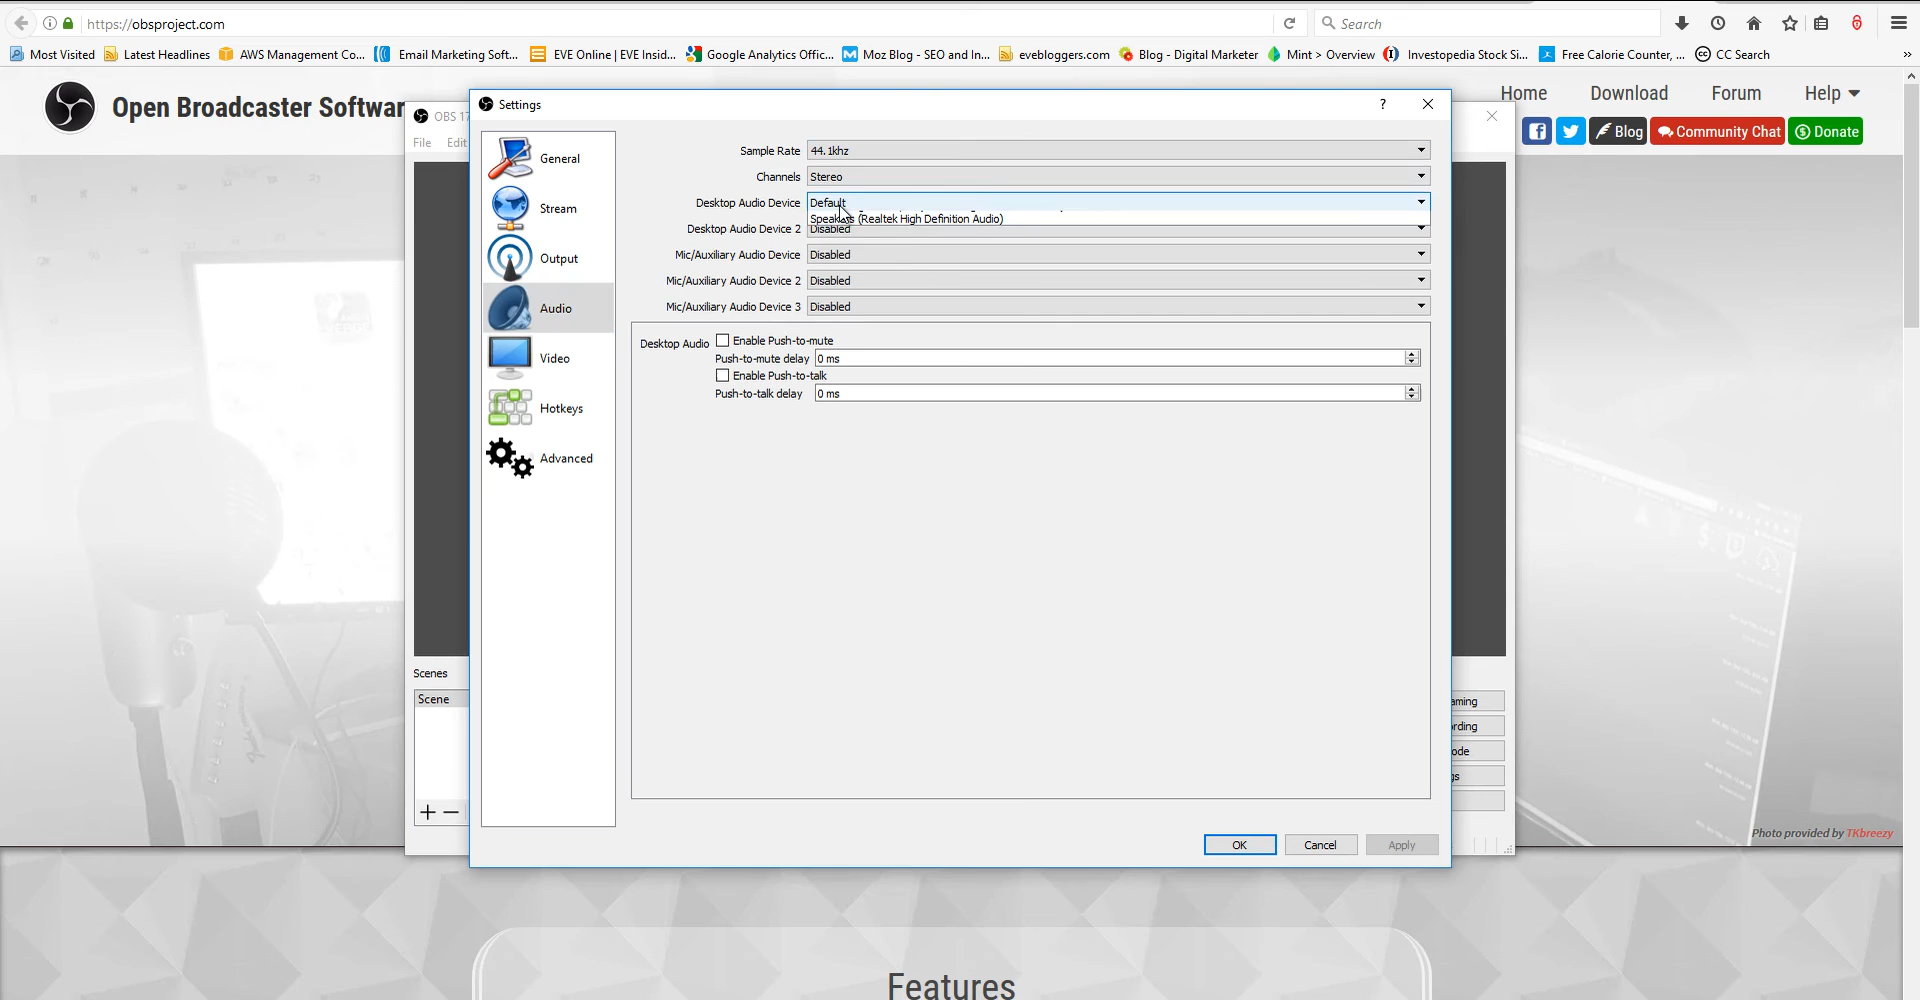 https://obsproject.com
Search
Most Visited
Latest Headlines
AWS Management Co...
Email Marketing Soft...
EVE Online | EVE Insid...
Google Analytics Offic...
Moz Blog - SEO and In...
evebloggers.com
Blog - Digital Marketer
Mint > Overview
Investopedia Stock Si...
Free Calorie Counter, ...
CC Search
Open Broadcaster Softwar
Home
Download
Forum
Help
Blog
Community Chat
Donate
OBS 17
File
Edit
Settings
General
Stream
Output
Audio
Video
Hotkeys
Advanced
Sample Rate 44.1khz
Channels Stereo
Desktop Audio Device Default
Speakers (Realtek High Definition Audio)
Desktop Audio Device 2 Disabled
Mic/Auxiliary Audio Device Disabled
Mic/Auxiliary Audio Device 2 Disabled
Mic/Auxiliary Audio Device 3 Disabled
Desktop Audio
Enable Push-to-mute
Push-to-mute delay 0 ms
Enable Push-to-talk
Push-to-talk delay 0 ms
Scenes
Scene
aming
rding
ode
gs
OK
Cancel
Apply
Photo provided by TKbreezy
Features